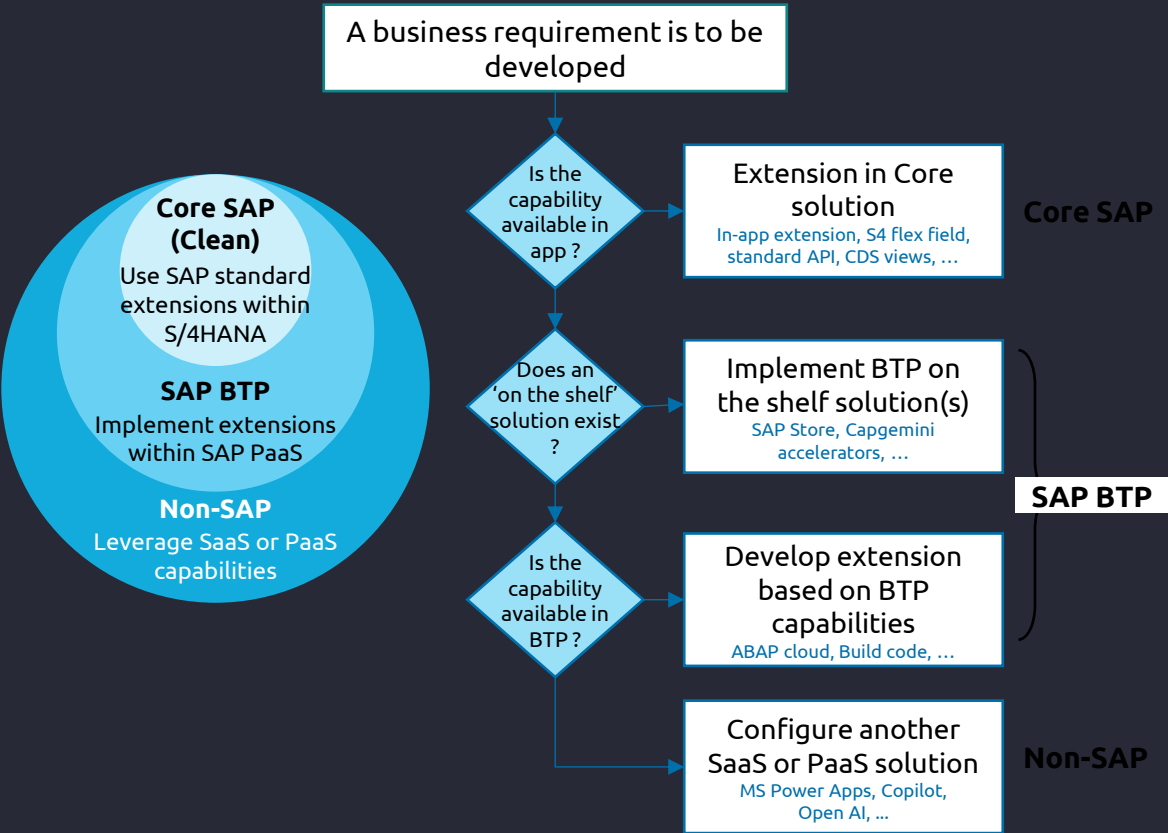 A business requirement is to be
developed
Is the
capability
available in
app ?
Extension in Core
solution
In-app extension, S4 flex field,
standard API, CDS views, …
Core SAP
Core SAP
(Clean)
Use SAP standard
extensions within
S/4HANA
SAP BTP
Implement extensions
within SAP PaaS
Non-SAP
Leverage SaaS or PaaS
capabilities
Does an
‘on the shelf’
solution exist
?
Implement BTP on
the shelf solution(s)
SAP Store, Capgemini
accelerators, …
SAP BTP
Is the
capability
available in
BTP ?
Develop extension
based on BTP
capabilities
ABAP cloud, Build code, …
Configure another
SaaS or PaaS solution
MS Power Apps, Copilot,
Open AI, ...
Non-SAP